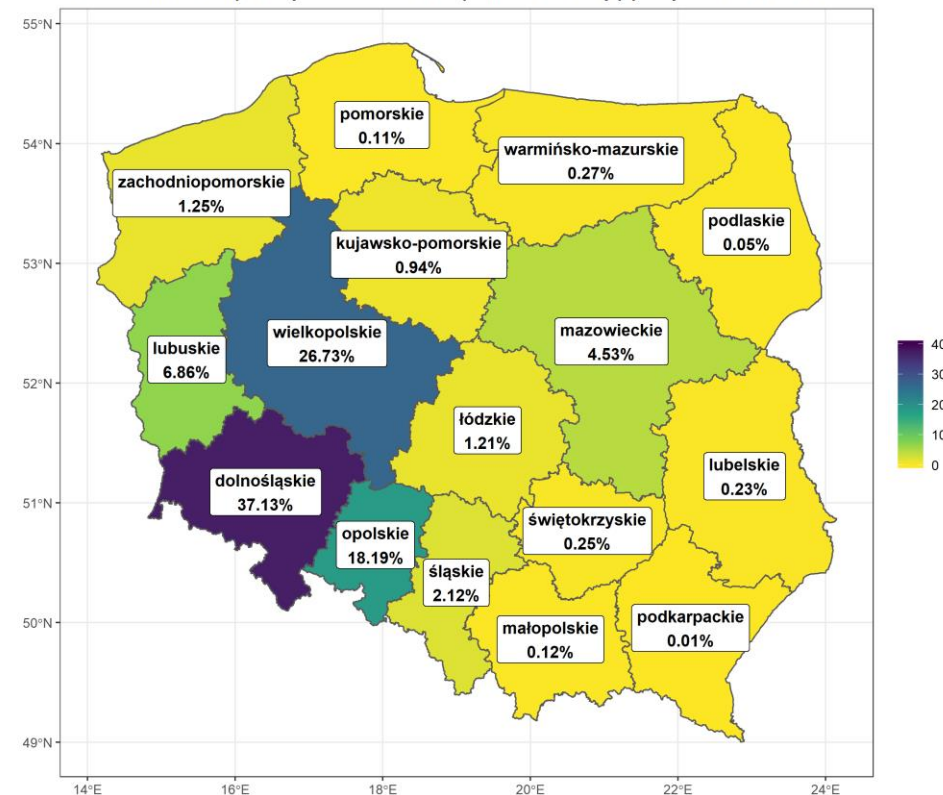 55°N
54°N
53°N
52°N
51°N
50°N
49°N
pomorskie
0.11%
warmińsko-mazurskie
0.27%
zachodniopomorskie
1.25%
podlaskie
0.05%
kujawsko-pomorskie
0.94%
wielkopolskie
26.73%
mazowieckie
4.53%
lubuskie
6.86%
łódzkie
1.21%
lubelskie
0.23%
dolnośląskie
37.13%
świętokrzyskie
0.25%
opolskie
18.19%
śląskie
2.12%
małopolskie
0.12%
podkarpackie
0.01%
40
30
20
10
0
14°E
16°E
18°E
20°E
22°E
24°E